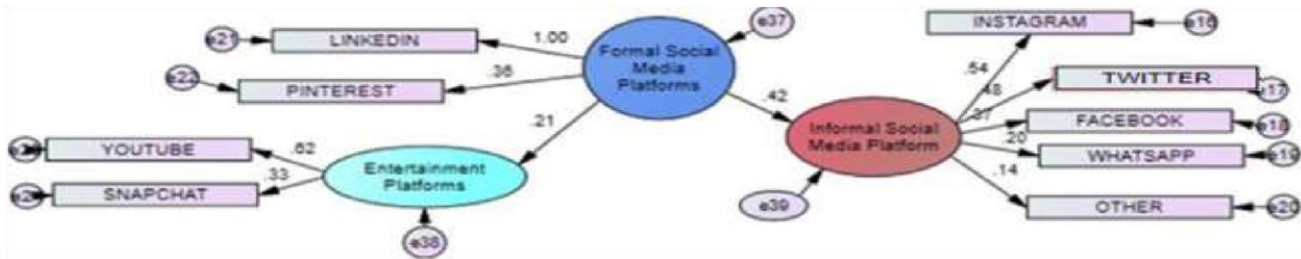 INSTAGRAM
e16
e37
e21
LINKEDIN
1.00
Formal Social
Media
Platforms
.54
TWITTER
e17
e22
PINTEREST
.36
.48
.42
.37
FACEBOOK
e18
.21
Informal Social
Media Platform
.20
WHATSAPP
e19
YOUTUBE
.62
Entertainment
Platforms
.14
SNAPCHAT
.33
e39
OTHER
e20
e38